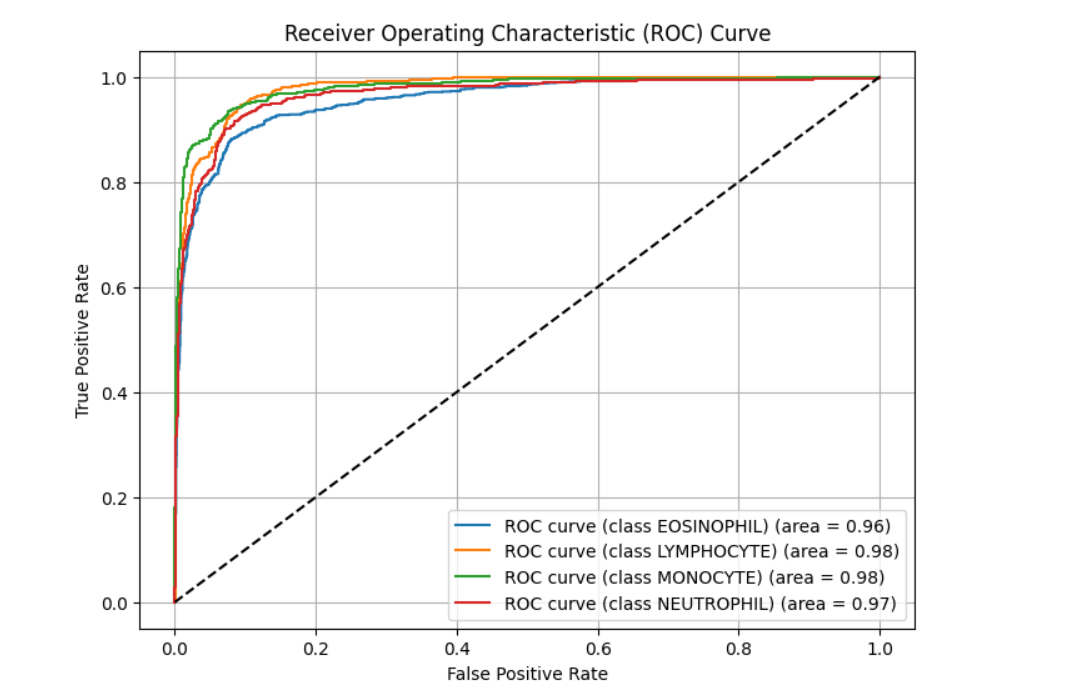 Receiver Operating Characteristic (ROC) Curve
1.0
0.8
0.6
0.4
0.2
0.0
True Positive Rate
ROC curve (class EOSINOPHIL) (area = 0.96)
ROC curve (class LYMPHOCYTE) (area = 0.98)
ROC curve (class MONOCYTE) (area = 0.98)
ROC curve (class NEUTROPHIL) (area = 0.97)
0.0 0.2 0.4 0.6 0.8 1.0
False Positive Rate